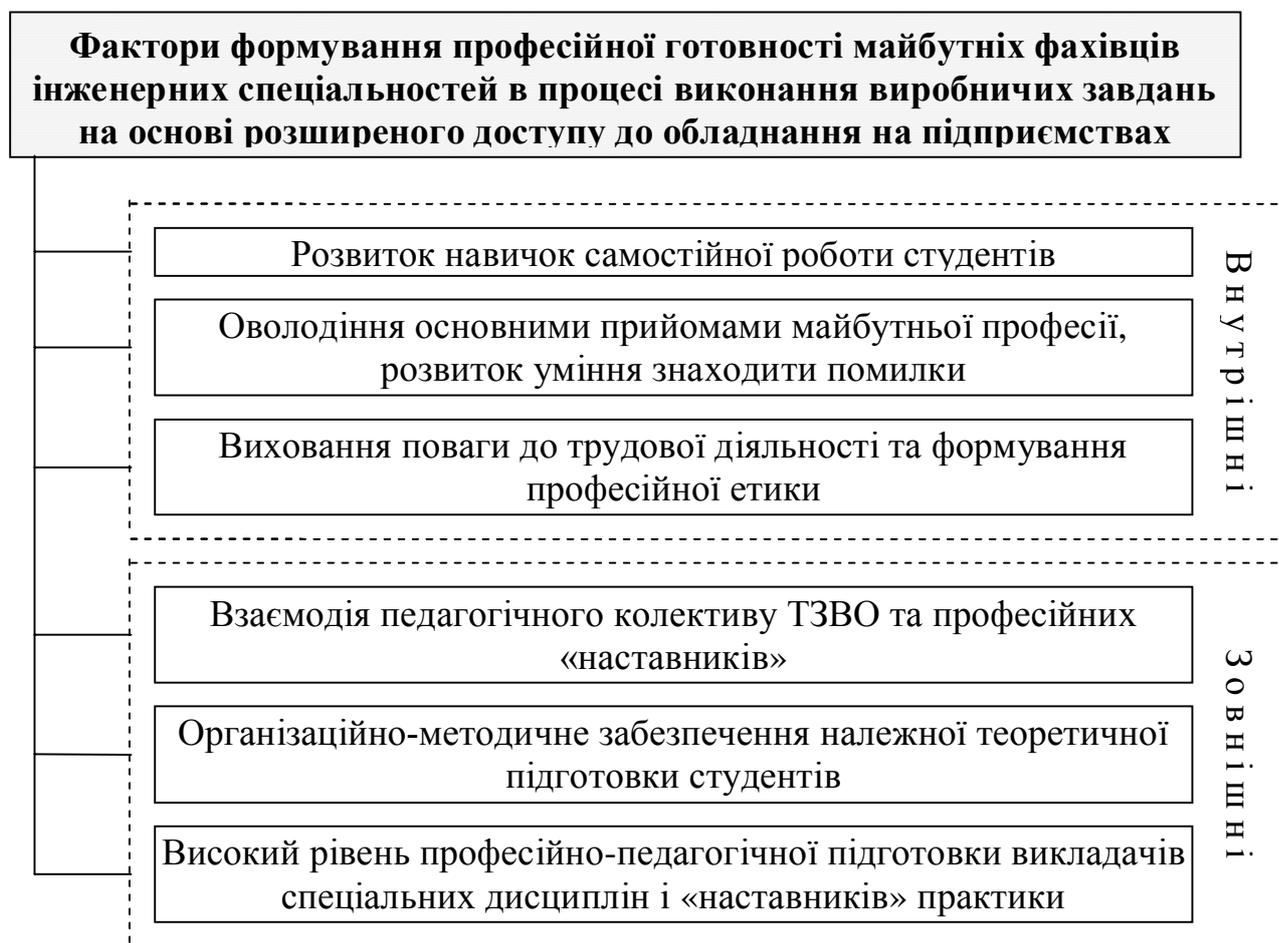 Фактори формування професійної готовності майбутніх фахівців
інженерних спеціальностей в процесі виконання виробничих завдань
на основі розширеного доступу до обладнання на підприємствах
Розвиток навичок самостійної роботи студентів
Оволодіння основними прийомами майбутньої професії,
розвиток уміння знаходити помилки
Виховання поваги до трудової діяльності та формування
професійної етики
Внутрішні
Взаємодія педагогічного колективу ТЗВО та професійних
«наставників»
Організаційно-методичне забезпечення належної теоретичної
підготовки студентів
Високий рівень професійно-педагогічної підготовки викладачів
спеціальних дисциплін і «наставників» практики
Зовнішні